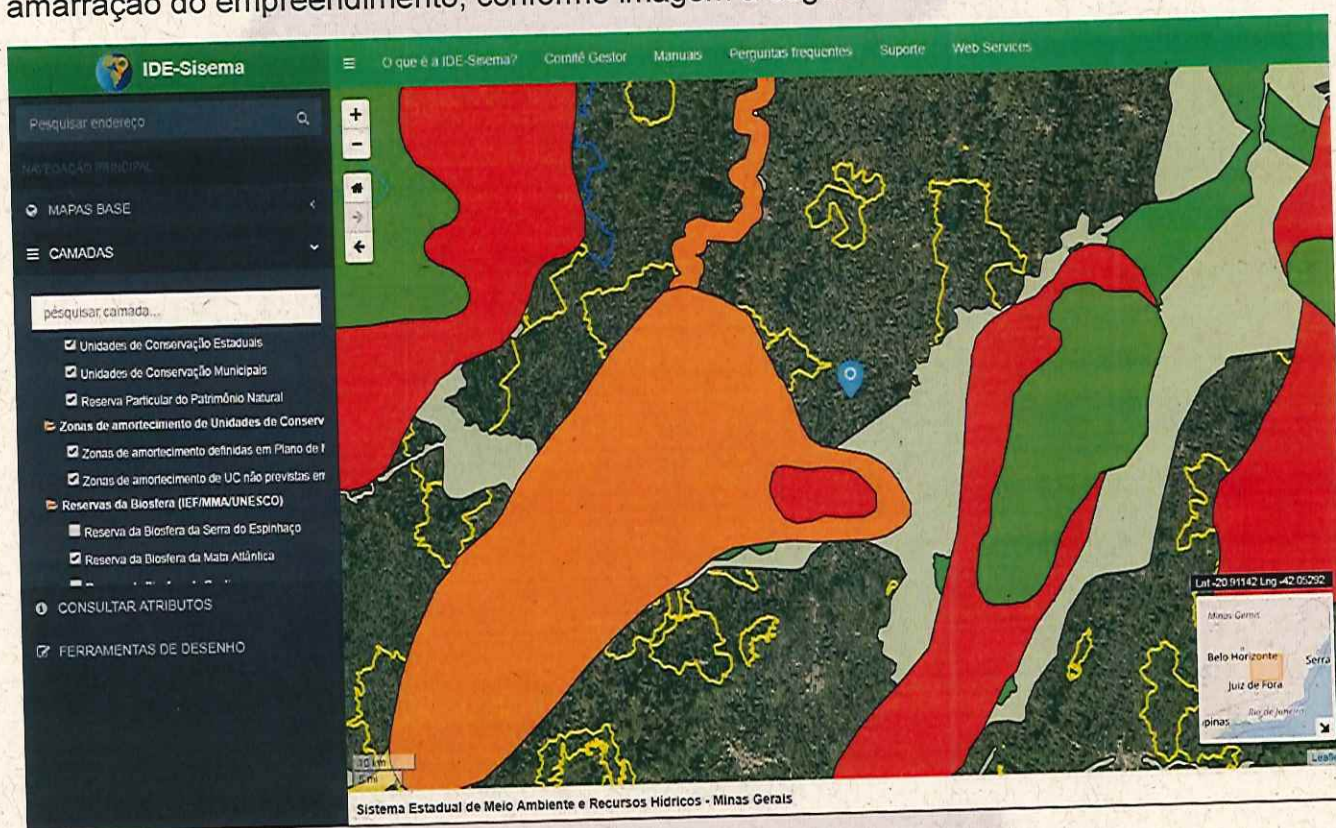 amarração do empreendimento, conforme imagem a
IDE-Sisema
O que é a IDE-Sisema?
Comitê Gestor
Manuais
Perguntas frequentes
Suporte
Web Services
Pesquisar endereço
NAVEGAÇÃO PRINCIPAL
MAPAS BASE
CAMADAS
pesquisar camada...
Unidades de Conservação Estaduais
Unidades de Conservação Municipais
Reserva Particular do Patrimônio Natural
Zonas de amortecimento de Unidades de Conserv
Zonas de amortecimento definidas em Plano de
Zonas de amortecimento de UC não previstas em
Reservas da Biosfera (IEF/MMA/UNESCO)
Reserva da Biosfera da Serra do Espinhaço
Reserva da Biosfera da Mata Atlântica
CONSULTAR ATRIBUTOS
FERRAMENTAS DE DESENHO
+
−
Lat -20.91142 Lng -42.05292
Minas Gerais
Belo Horizonte
Serra
Juiz de Fora
Rio de Janeiro
pinas
10 km
5 mi
Leafle
Sistema Estadual de Meio Ambiente e Recursos Hídricos - Minas Gerais